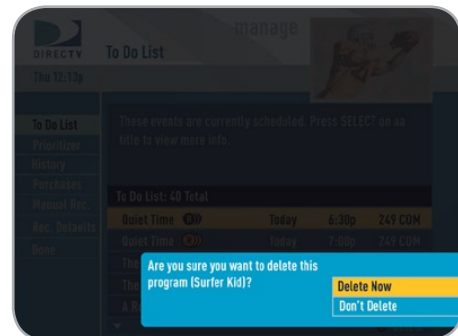 manage
DIRECTV
To Do List
Thu 12:13p
These events are currently scheduled. Press SELECT on aa
title to view more info.
To Do List
Prioritizer
History
Purchases
Manual Rec.
Rec. Defaults
Done
To Do List: 40 Total
Quiet Time Today 6:30p 249 COM
Quiet Time Today 7:00p 249 COM
The
The
Are you sure you want to delete this
program (Surfer Kid)?
Delete Now
Don't Delete